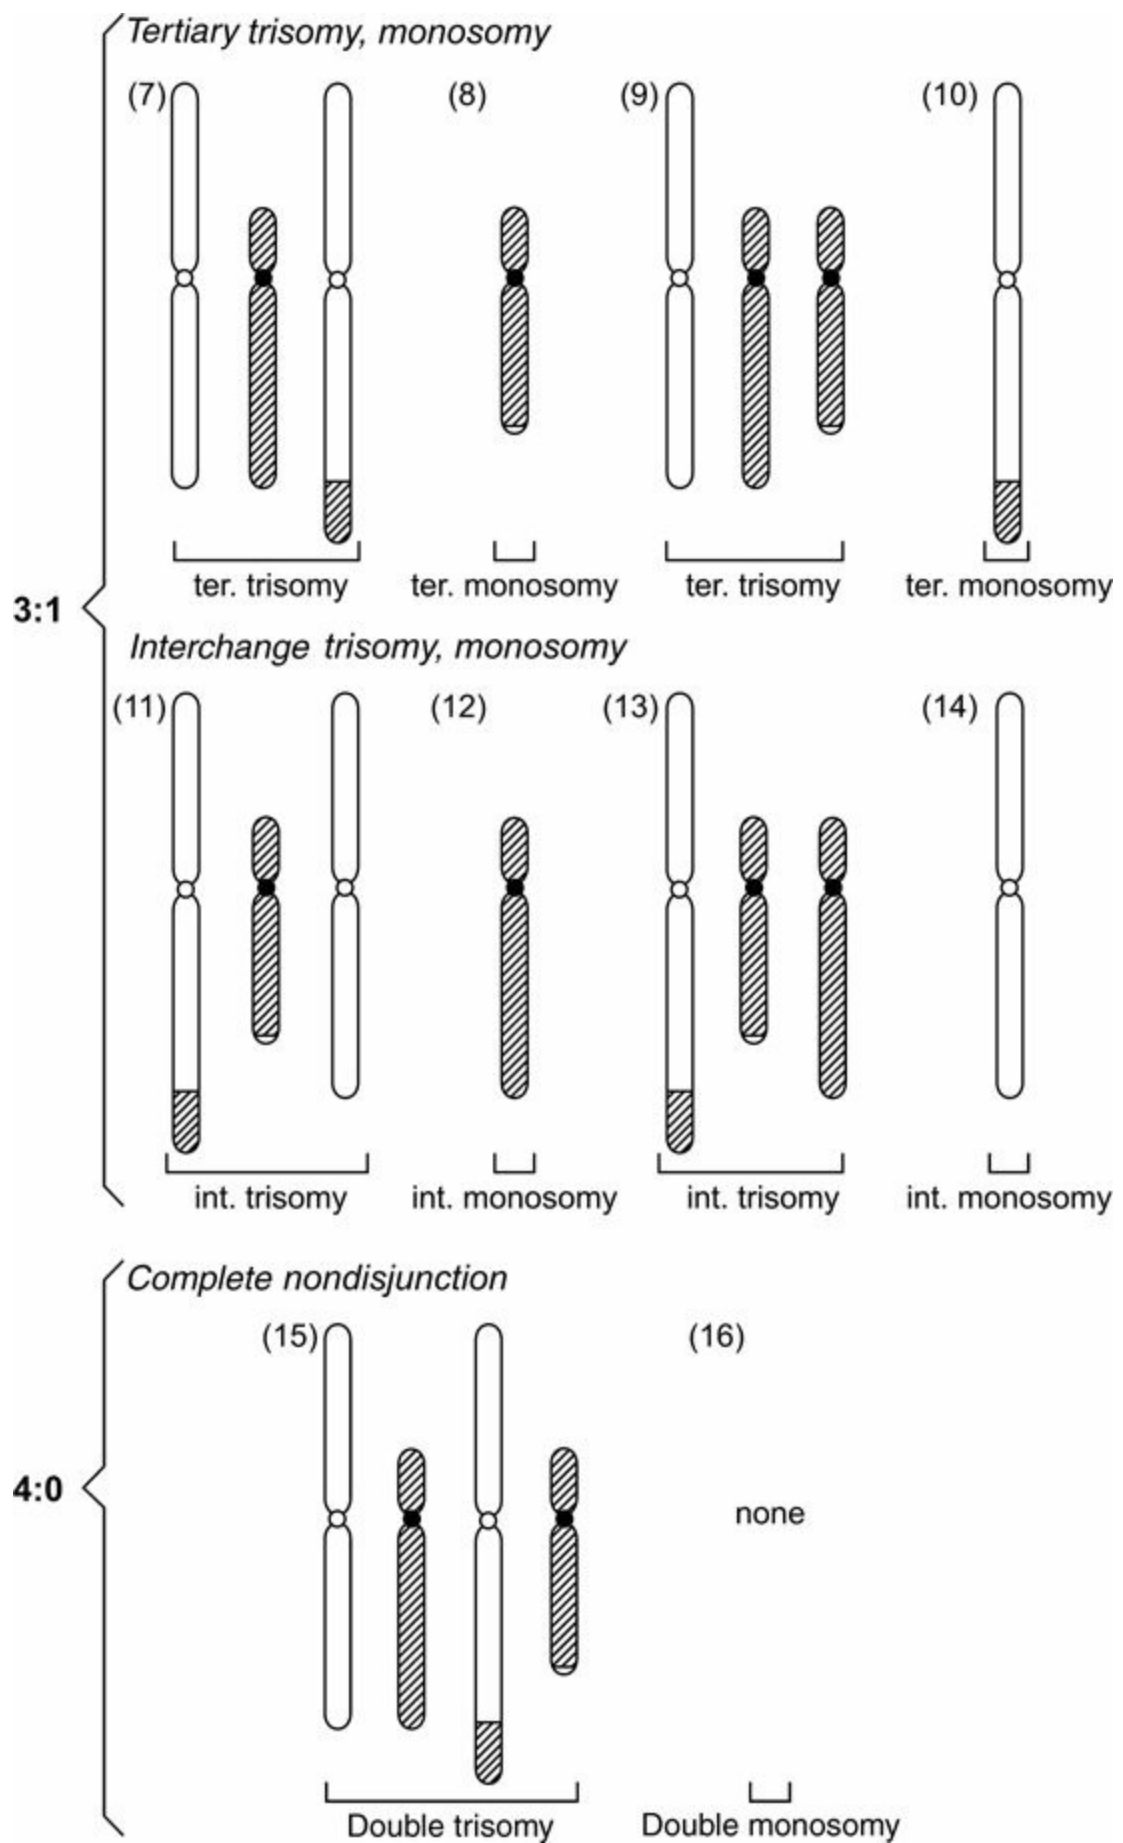 Tertiary trisomy, monosomy
(7) (8) (9) (10)
ter. trisomy ter. monosomy ter. trisomy ter. monosomy
3:1
Interchange trisomy, monosomy
(11) (12) (13) (14)
int. trisomy int. monosomy int. trisomy int. monosomy
Complete nondisjunction
(15) (16)
4:0
none
Double trisomy Double monosomy